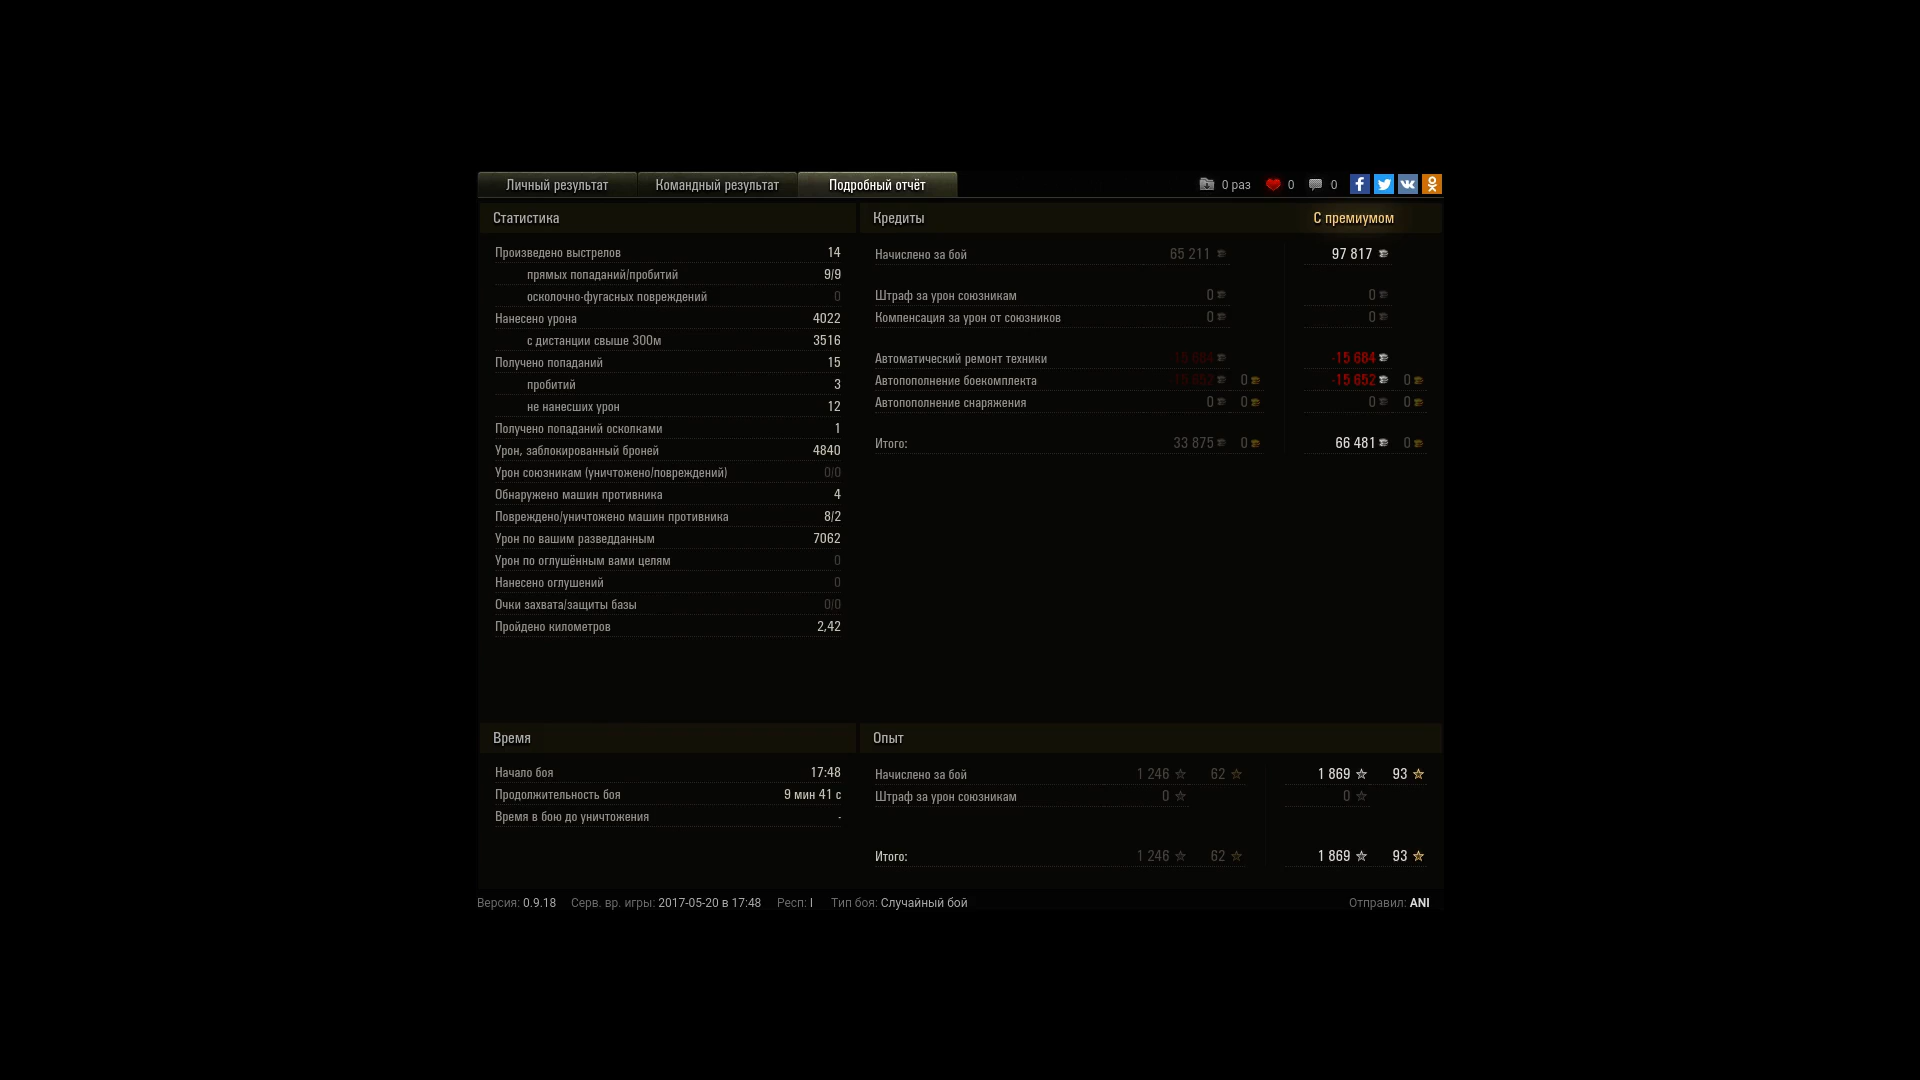 Личный результат Командный результат Подробный отчёт 0 раз 0 0
Статистика
Произведено выстрелов 14
прямых попаданий/пробитий 9/9
осколочно-фугасных повреждений 0
Нанесено урона 4022
с дистанции свыше 300м 3516
Получено попаданий 15
пробитий 3
не нанесших урон 12
Получено попаданий осколками 1
Урон, заблокированный броней 4840
Урон союзникам (уничтожено/повреждений) 0/0
Обнаружено машин противника 4
Повреждено/уничтожено машин противника 8/2
Урон по вашим разведданным 7062
Урон по оглушённым вами целям 0
Нанесено оглушений 0
Очки захвата/защиты базы 0/0
Пройдено километров 2,42
Кредиты С премиумом
Начислено за бой 65 211 97 817
Штраф за урон союзникам 0 0
Компенсация за урон от союзников 0 0
Автоматический ремонт техники -15 684 -15 684
Автопополнение боекомплекта -15 652 0 -15 652 0
Автопополнение снаряжения 0 0 0 0
Итого: 33 875 0 66 481 0
Время
Начало боя 17:48
Продолжительность боя 9 мин 41 с
Время в бою до уничтожения -
Опыт
Начислено за бой 1 246 62 1 869 93
Штраф за урон союзникам 0 0
Итого: 1 246 62 1 869 93
Версия: 0.9.18 Серв. вр. игры: 2017-05-20 в 17:48 Респ: I Тип боя: Случайный бой Отправил: ANI